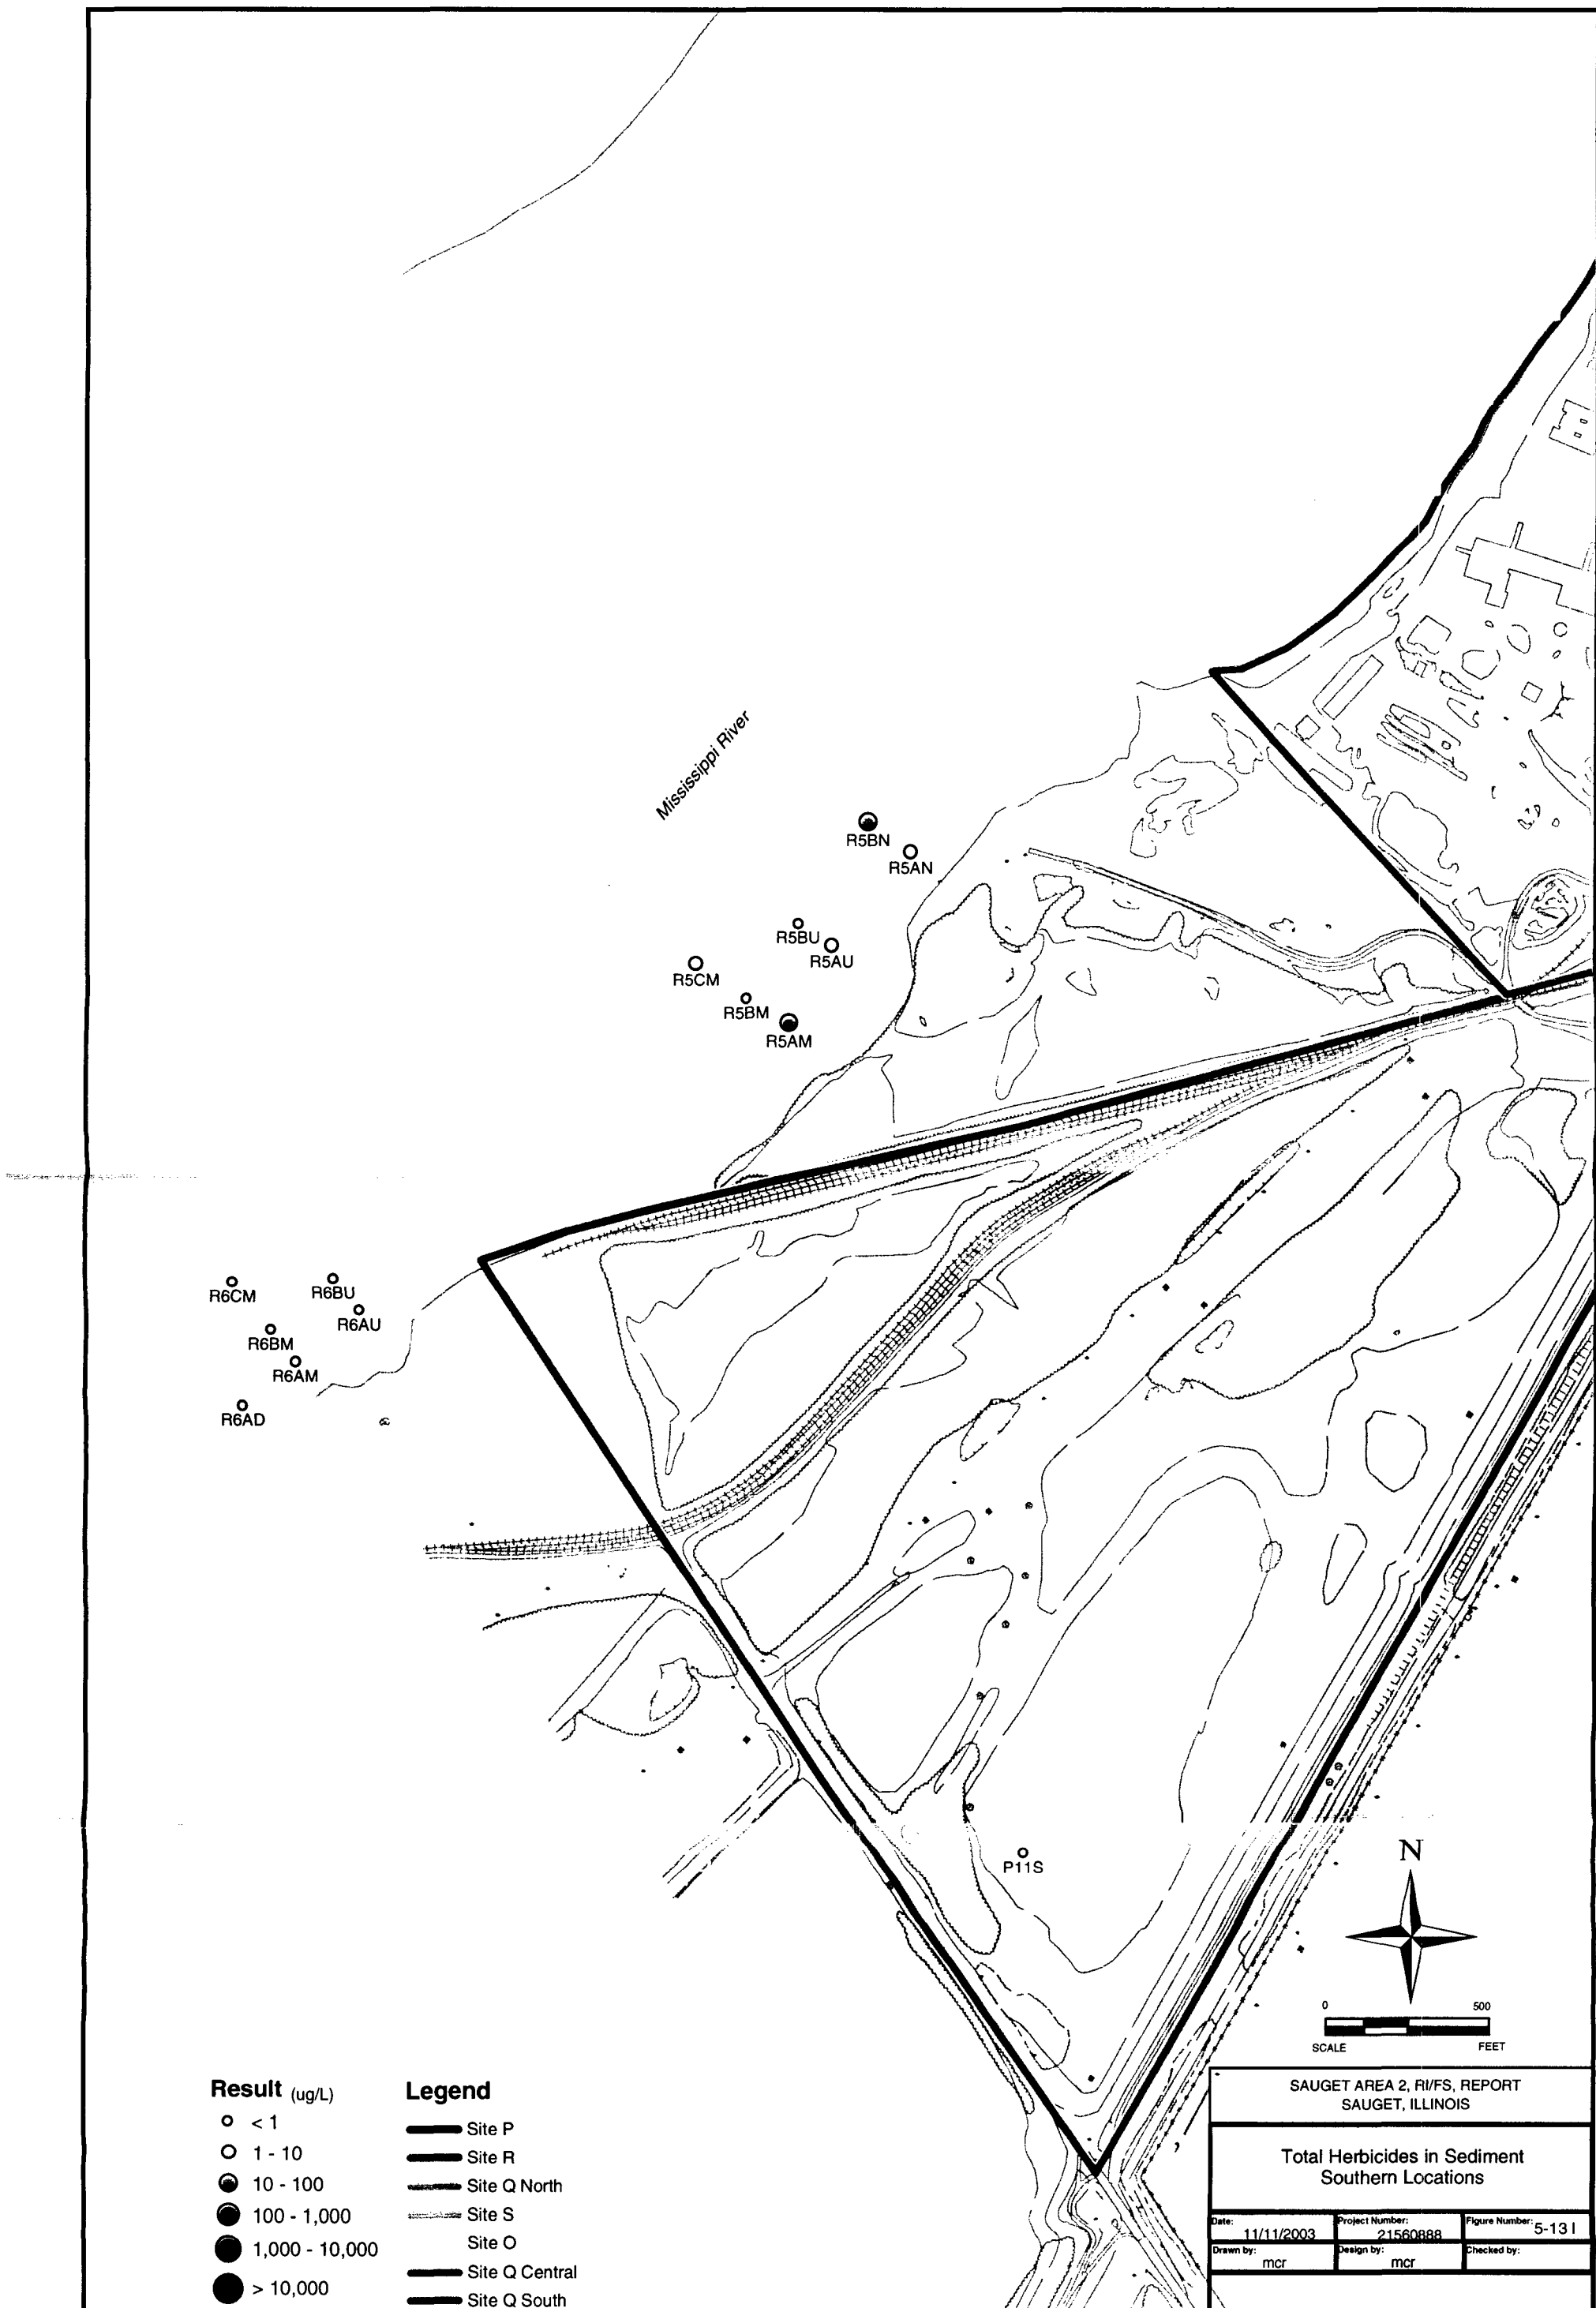 Mississippi River
R5BN
R5AN
R5BU
R5AU
R5CM
R5BM
R5AM
R6CM
R6BU
R6AU
R6BM
R6AM
R6AD
P11S
N
0 500
SCALE FEET
Result (ug/L)
< 1
1 - 10
10 - 100
100 - 1,000
1,000 - 10,000
> 10,000
Legend
Site P
Site R
Site Q North
Site S
Site O
Site Q Central
Site Q South
SAUGET AREA 2, RI/FS, REPORT
SAUGET, ILLINOIS
Total Herbicides in Sediment
Southern Locations
Date: 11/11/2003
Project Number: 21560888
Figure Number: 5-13 I
Drawn by: mcr
Design by: mcr
Checked by: